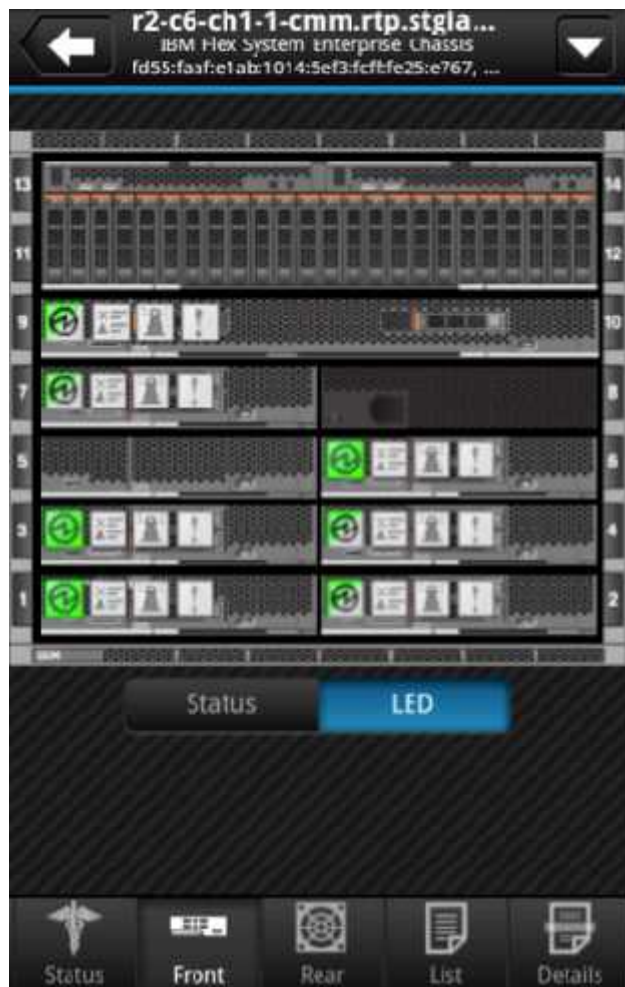 r2-c6-ch1-1-cmm.rtp.stgla...
IBM Flex System Enterprise Chassis
fd55:faaf:e1ab:1014:5ef3:fcff:fe25:e767, ...
13 14
11 12
9 10
7 8
5 6
3 4
1 2
IBM
Status LED
Status Front Rear List Details